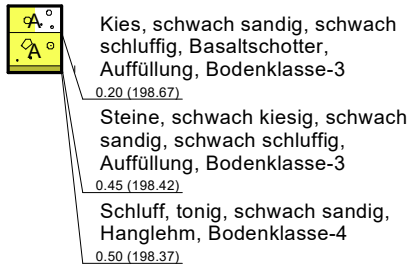 A
Kies, schwach sandig, schwach
schluffig, Basaltschotter,
Auffüllung, Bodenklasse-3
0.20 (198.67)
A
Steine, schwach kiesig, schwach
sandig, schwach schluffig,
Auffüllung, Bodenklasse-3
0.45 (198.42)
Schluff, tonig, schwach sandig,
Hanglehm, Bodenklasse-4
0.50 (198.37)